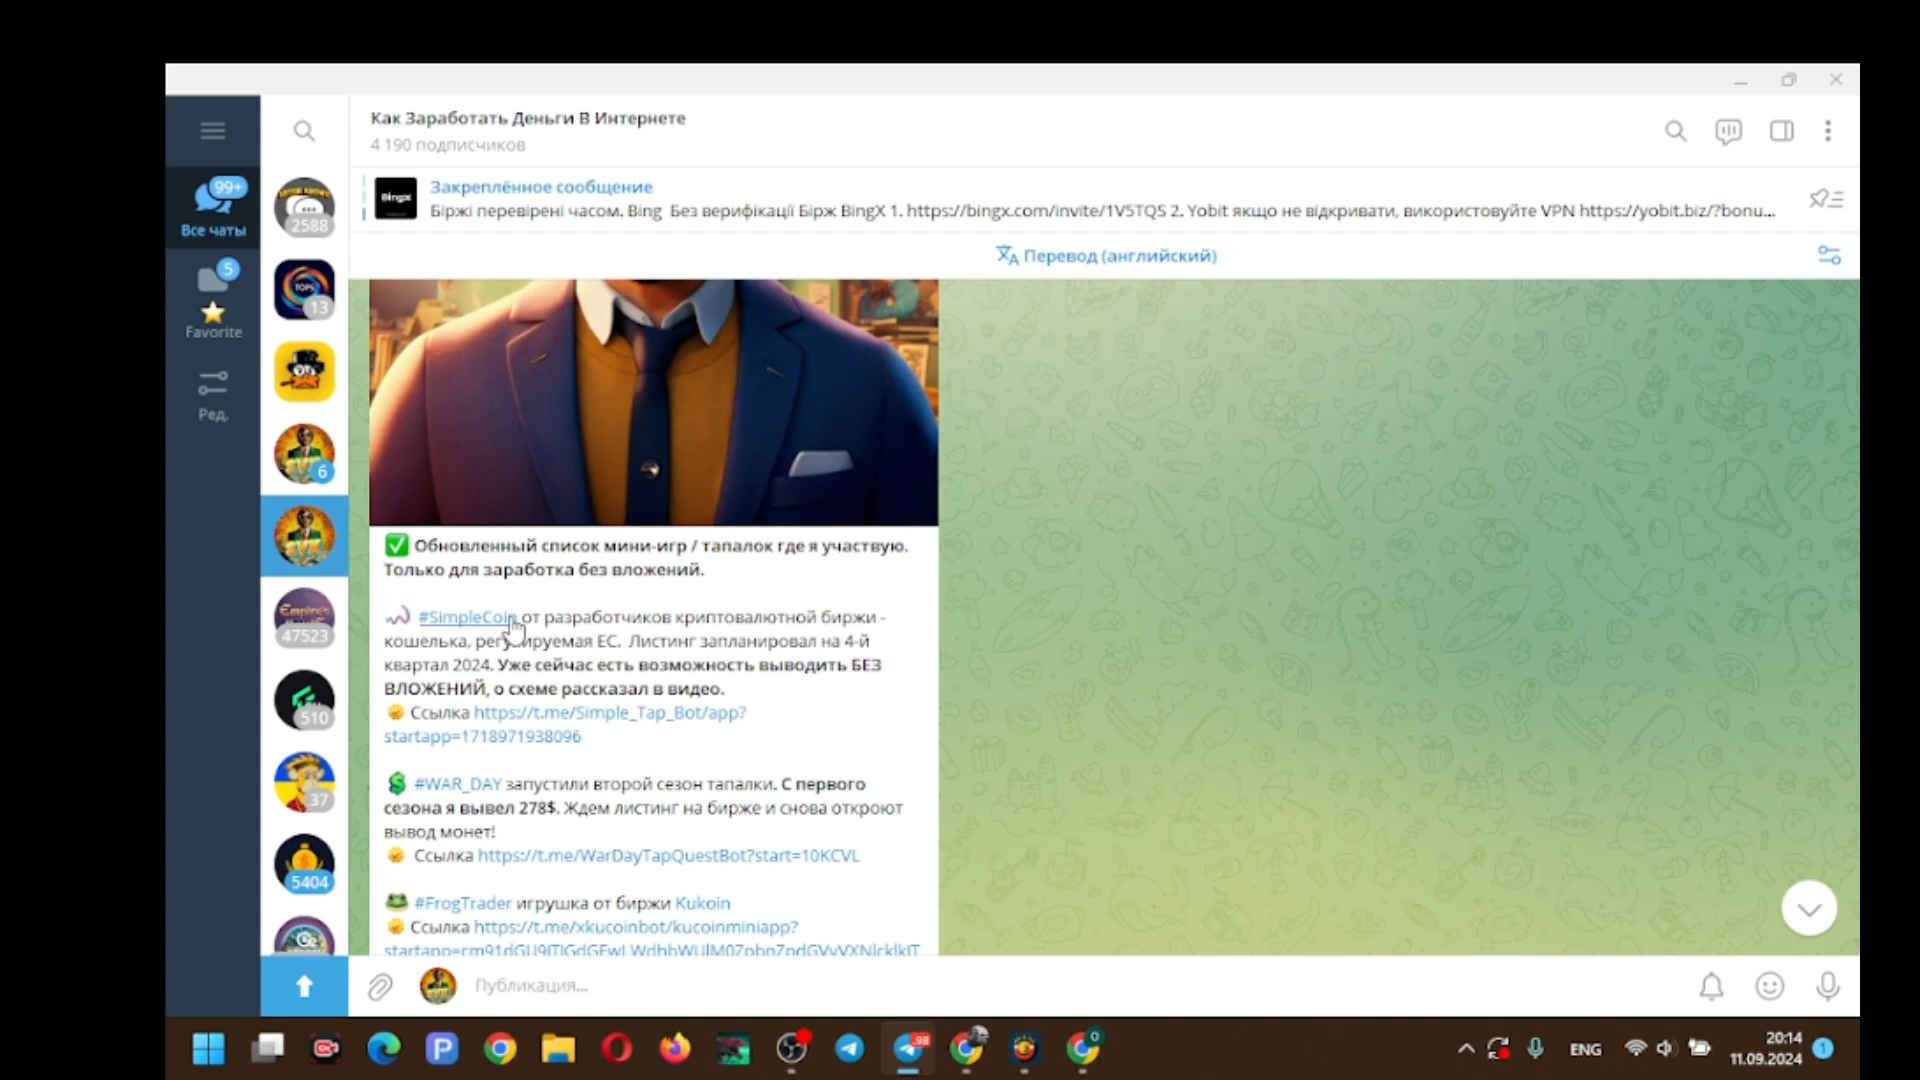 Как Заработать Деньги В Интернете
4 190 подписчиков
99+
Все чаты
5
Favorite
Ред.
2588
TOPS
13
6
47523
510
37
5404
BingX
Закреплённое сообщение
Біржі перевірені часом. Bing Без верифікації Бірж BingX 1. https://bingx.com/invite/1V5TQS 2. Yobit якщо не відкривати, використовуйте VPN https://yobit.biz/?bonu...
Перевод (английский)
✅ Обновленный список мини-игр / тапалок где я участвую.
Только для заработка без вложений.
#SimpleCoin от разработчиков криптовалютной биржи -
кошелька, регулируемая ЕС. Листинг запланировал на 4-й
квартал 2024. Уже сейчас есть возможность выводить БЕЗ
ВЛОЖЕНИЙ, о схеме рассказал в видео.
Ссылка https://t.me/Simple_Tap_Bot/app?
startapp=1718971938096
#WAR_DAY запустили второй сезон тапалки. С первого
сезона я вывел 278$. Ждем листинг на бирже и снова откроют
вывод монет!
Ссылка https://t.me/WarDayTapQuestBot?start=10KCVL
#FrogTrader игрушка от биржи Kukoin
Ссылка https://t.me/xkucoinbot/kucoinminiapp?
Публикация...
98
ENG
20:14
11.09.2024
1